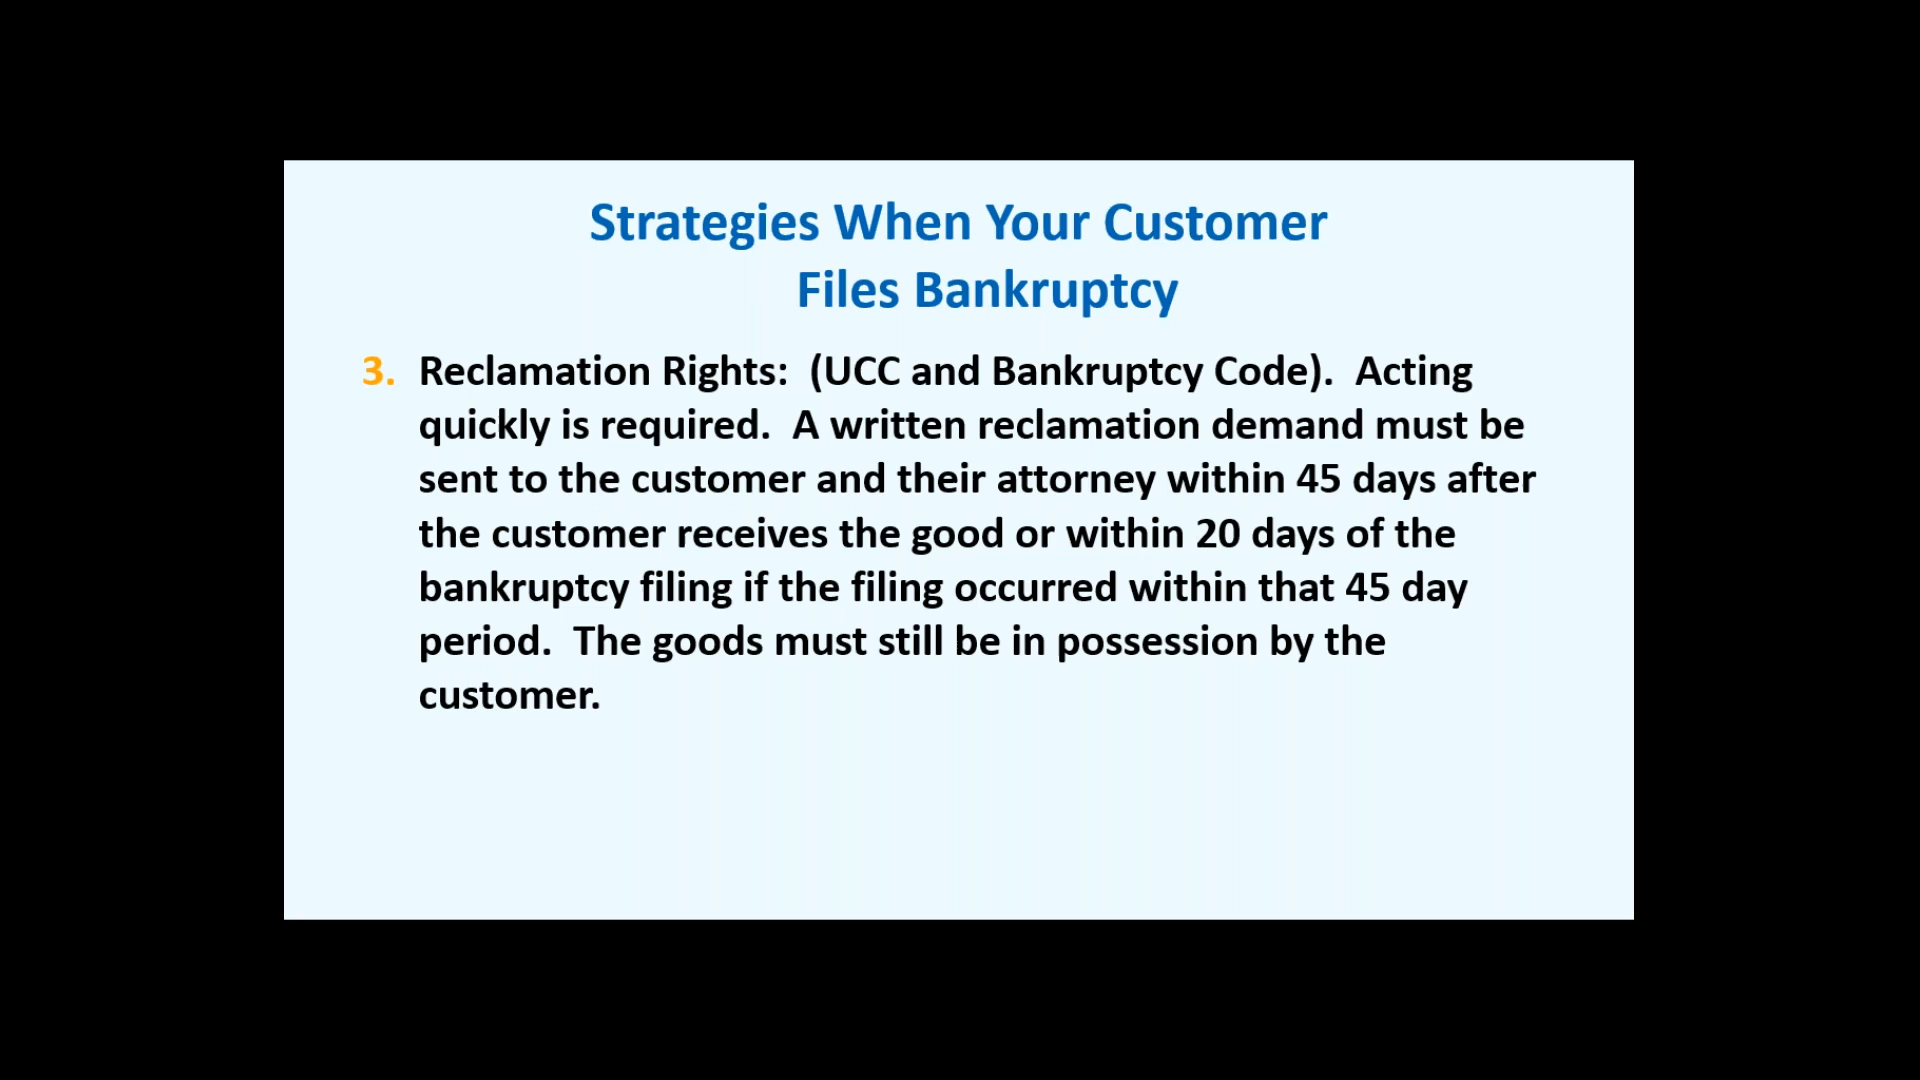 Strategies When Your Customer
Files Bankruptcy
3. Reclamation Rights:  (UCC and Bankruptcy Code).  Acting
quickly is required.  A written reclamation demand must be
sent to the customer and their attorney within 45 days after
the customer receives the good or within 20 days of the
bankruptcy filing if the filing occurred within that 45 day
period.  The goods must still be in possession by the
customer.